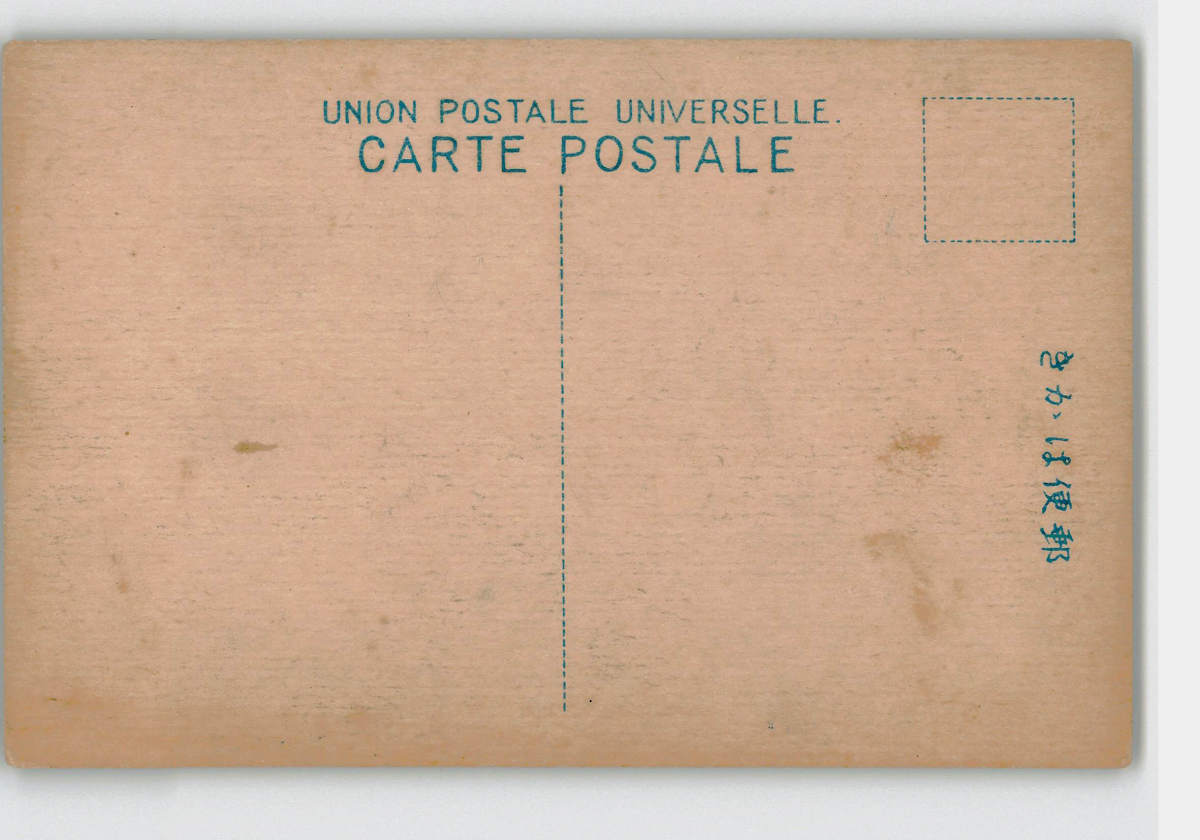 UNION POSTALE UNIVERSELLE.
CARTE POSTALE
郵便はがき